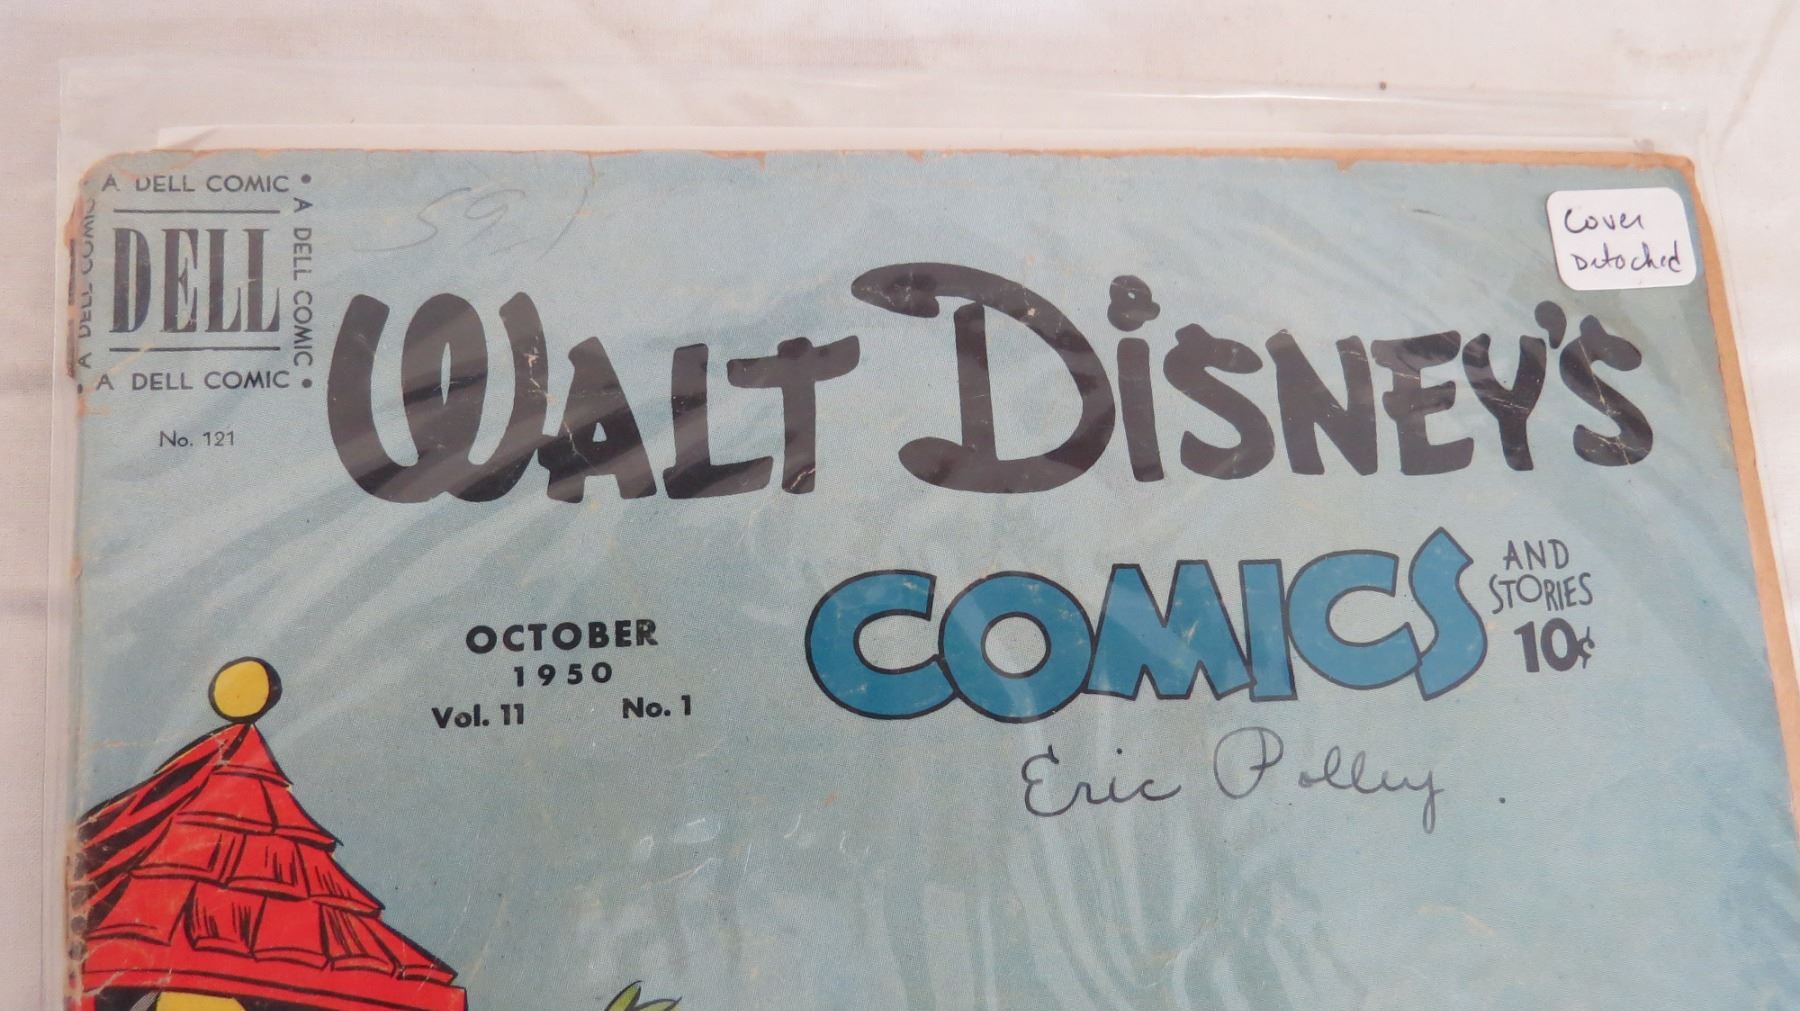 A DELL COMIC •
A DELL COMIC •
A DELL COMIC •
A DELL COMIC •
DELL
No. 121
Cover
Detached
WALT DISNEY'S
COMICS
AND
STORIES
10¢
OCTOBER
1950
Vol. 11 No. 1
Eric Polley .